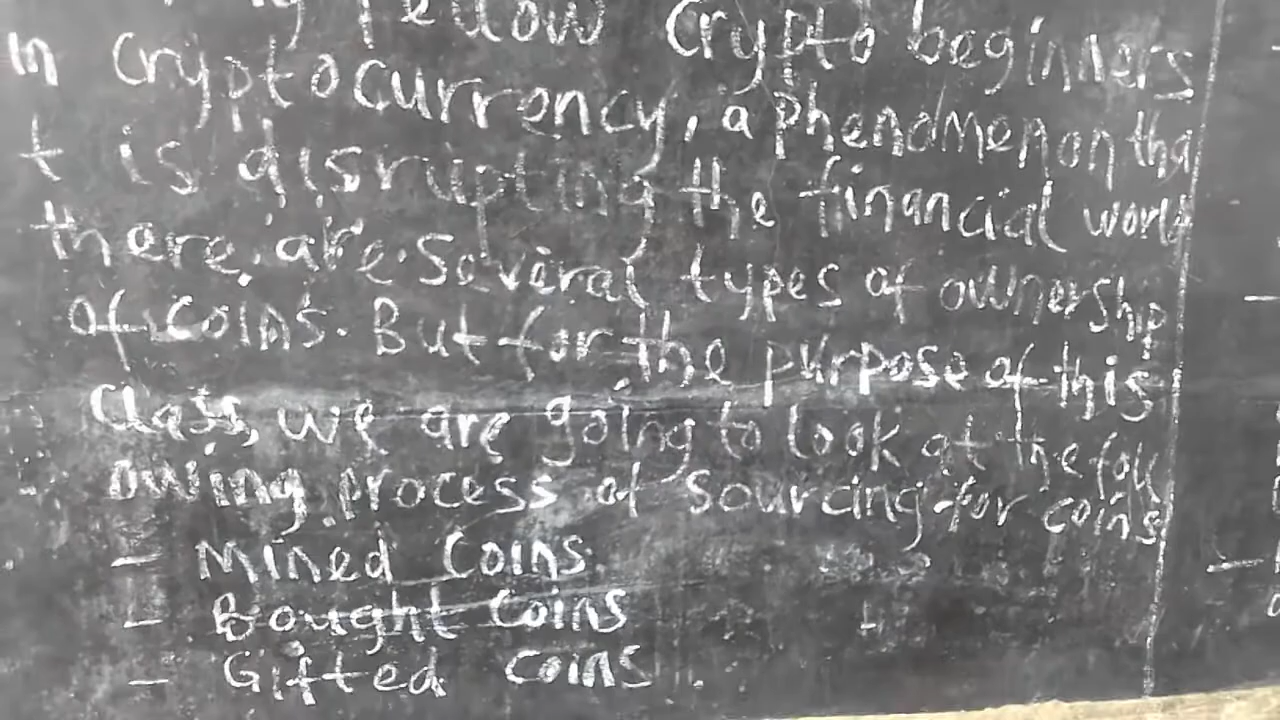 fellow Crypto beginners
In Cryptocurrency, a phenomenon tha
t is disrupting the financial world
there are several types of ownership
of coins. But for the purpose of this
Class, we are going to look at the foll
owing process of sourcing for coins
- Mined Coins.
- Bought Coins
- Gifted Coins.